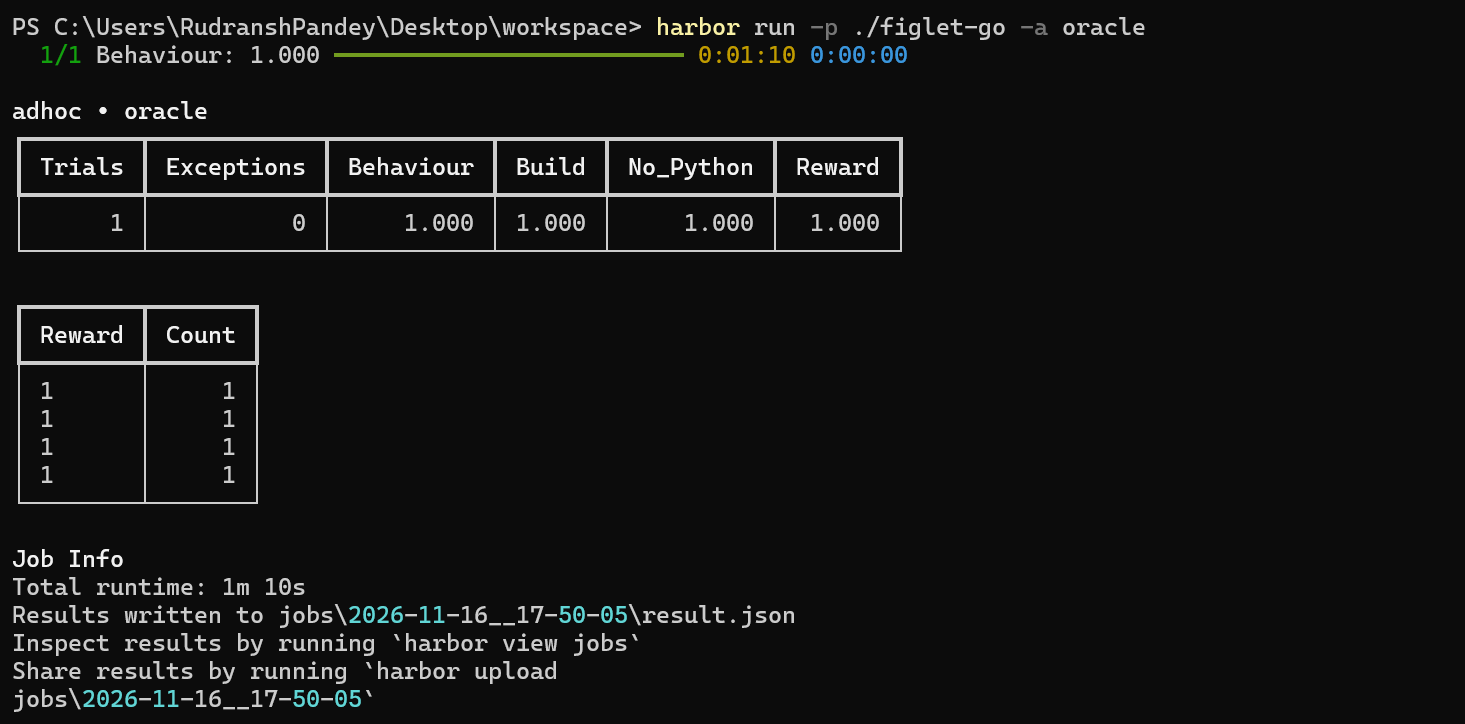 PS C:\Users\RudranshPandey\Desktop\workspace> harbor run -p ./figlet-go -a oracle
1/1 Behaviour: 1.000 0:01:10 0:00:00
adhoc • oracle
Trials Exceptions Behaviour Build No_Python Reward
1 0 1.000 1.000 1.000 1.000
Reward Count
1 1
1 1
1 1
1 1
Job Info
Total runtime: 1m 10s
Results written to jobs\2026-11-16__17-50-05\result.json
Inspect results by running `harbor view jobs`
Share results by running `harbor upload
jobs\2026-11-16__17-50-05`